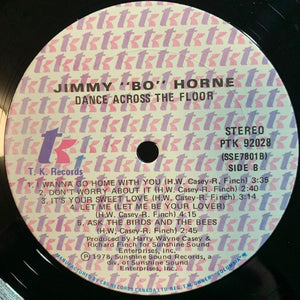 JIMMY "BO" HORNE
DANCE ACROSS THE FLOOR
STEREO
PTK 92028
(SSE7801B)
SIDE B
tk
T. K. Records
1. WANNA GO HOME WITH YOU (H.W. Casey-R. Finch) 3:35
2. DON'T WORRY ABOUT IT (H.W. Casey-R. Finch) 2:40
3. IT'S YOUR SWEET LOVE (H.W. Casey-R. Finch) 3:14
4. LET ME (LET ME BE YOUR LOVER)
(H.W. Casey-R. Finch)
5. ASK THE BIRDS AND THE BEES
(H.W. Casey-R. Finch) 2:45
Produced by Harry Wayne Casey &
Richard Finch for Sunshine Sound
Enterprises, Inc.
℗ 1978, Sunshine Sound Records, a
div. of Sunshine Sound
Enterprises, Inc.